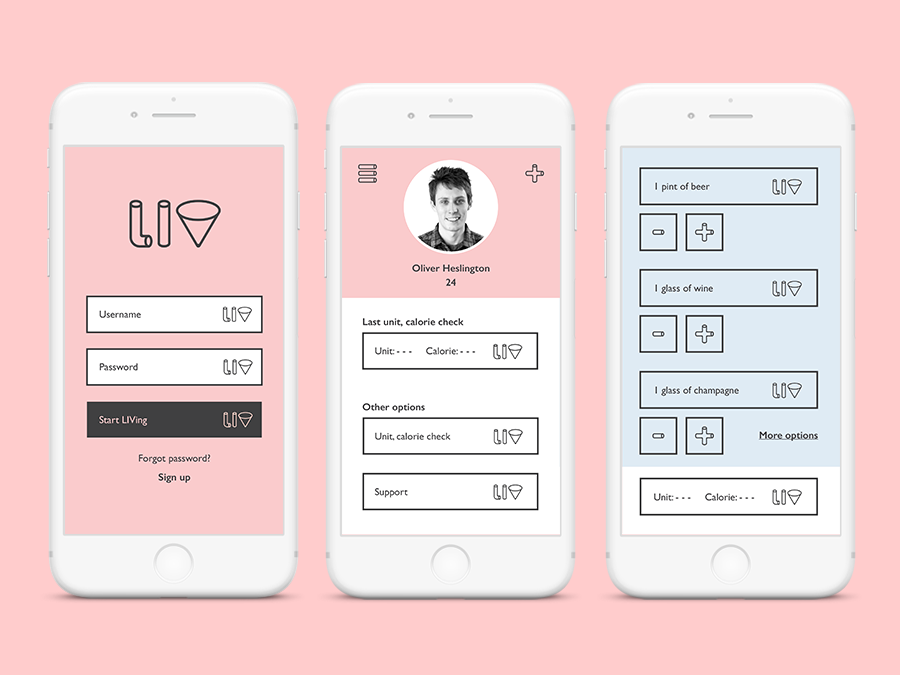 LIV
Username LIV
Password LIV
Start LIVing LIV
Forgot password?
Sign up
Oliver Heslington
24
Last unit, calorie check
Unit: - - - Calorie: - - - LIV
Other options
Unit, calorie check LIV
Support LIV
1 pint of beer LIV
1 glass of wine LIV
1 glass of champagne LIV
More options
Unit: - - - Calorie: - - - LIV